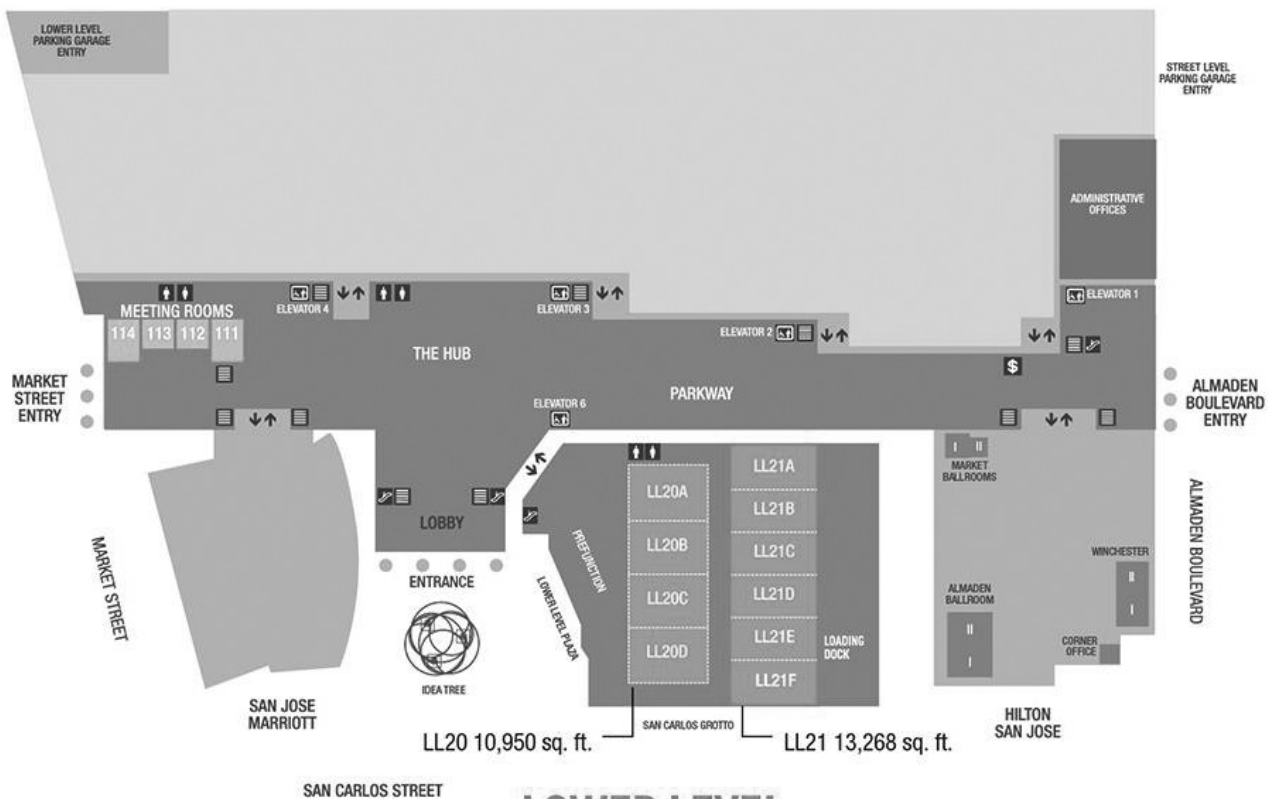 LOWER LEVEL
PARKING GARAGE
ENTRY
STREET LEVEL
PARKING GARAGE
ENTRY
ADMINISTRATIVE
OFFICES
MEETING ROOMS
114 113 112 111
ELEVATOR 4
ELEVATOR 3
ELEVATOR 2
ELEVATOR 1
$
THE HUB
PARKWAY
MARKET
STREET
ENTRY
ALMADEN
BOULEVARD
ENTRY
ELEVATOR 6
LOBBY
ENTRANCE
IDEA TREE
MARKET STREET
SAN JOSE
MARRIOTT
PREFUNCTION
LOWER LEVEL PLAZA
LL20A
LL20B
LL20C
LL20D
LL21A
LL21B
LL21C
LL21D
LL21E
LL21F
LOADING
DOCK
I II
MARKET
BALLROOMS
WINCHESTER
II
I
ALMADEN
BALLROOM
II
I
CORNER
OFFICE
ALMADEN BOULEVARD
HILTON
SAN JOSE
SAN CARLOS GROTTO
LL20 10,950 sq. ft.
LL21 13,268 sq. ft.
SAN CARLOS STREET
LOWER LEVEL